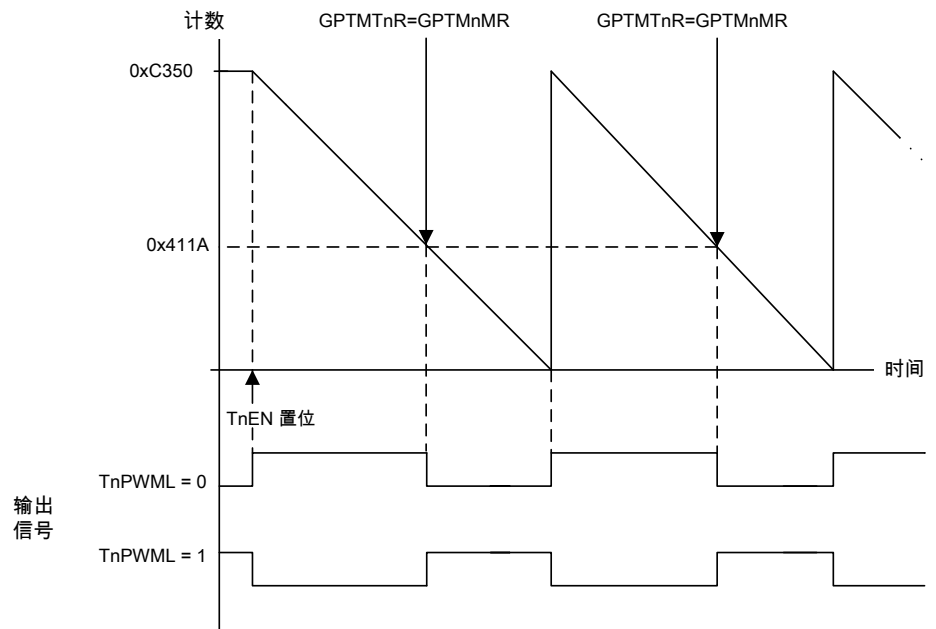 计数
GPTMTnR=GPTMnMR
GPTMTnR=GPTMnMR
0xC350
0x411A
时间
TnEN 置位
TnPWML = 0
输出
信号
TnPWML = 1